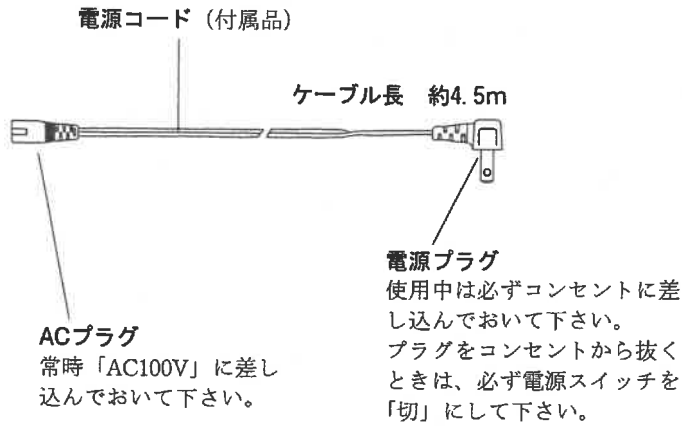 電源コード（付属品）
ケーブル長　約4.5m
電源プラグ
使用中は必ずコンセントに差
し込んでおいて下さい。
プラグをコンセントから抜く
ときは、必ず電源スイッチを
「切」にして下さい。
ACプラグ
常時「AC100V」に差し
込んでおいて下さい。